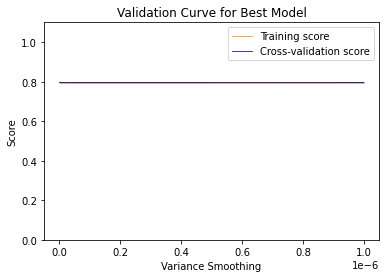 Validation Curve for Best Model
Training score
Cross-validation score
Score
1.0
0.8
0.6
0.4
0.2
0.0
0.0 0.2 0.4 0.6 0.8 1.0
1e−6
Variance Smoothing